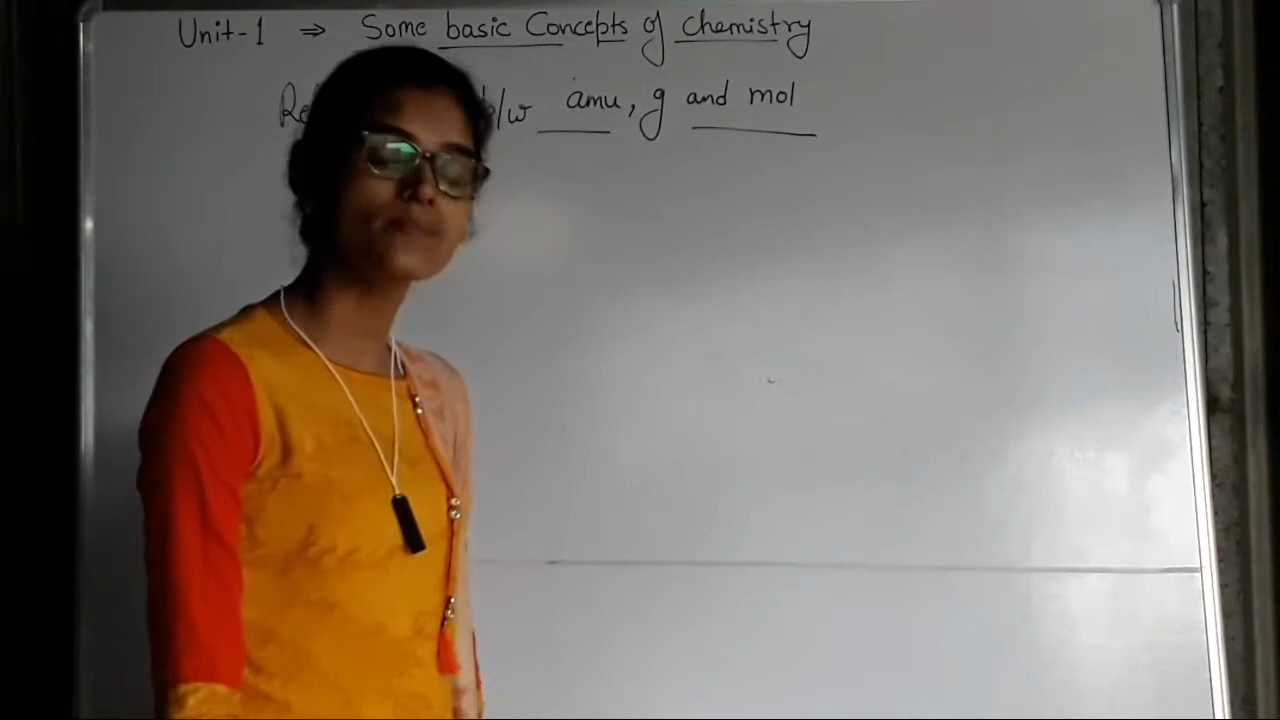 Unit-1 ⇒ Some basic Concepts of chemistry
b/w amu, g and mol